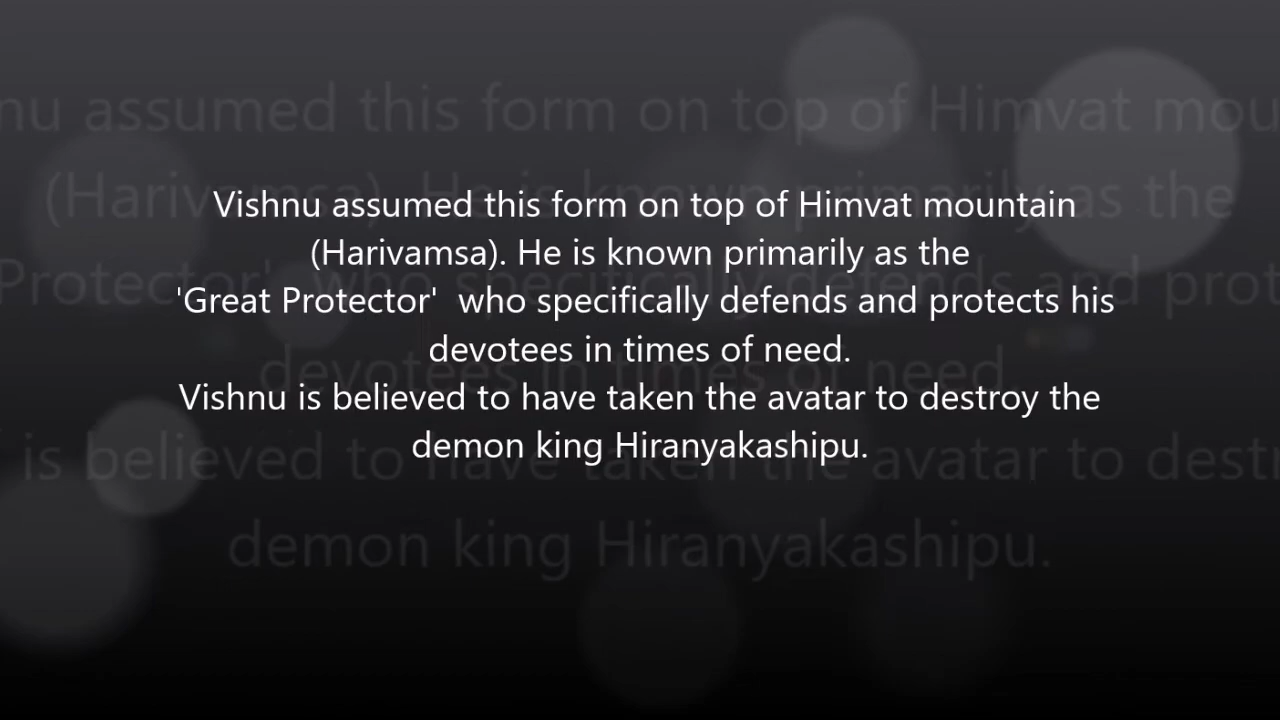 Vishnu assumed this form on top of Himvat mountain
(Harivamsa). He is known primarily as the
'Great Protector'  who specifically defends and protects his
devotees in times of need.
Vishnu is believed to have taken the avatar to destroy the
demon king Hiranyakashipu.